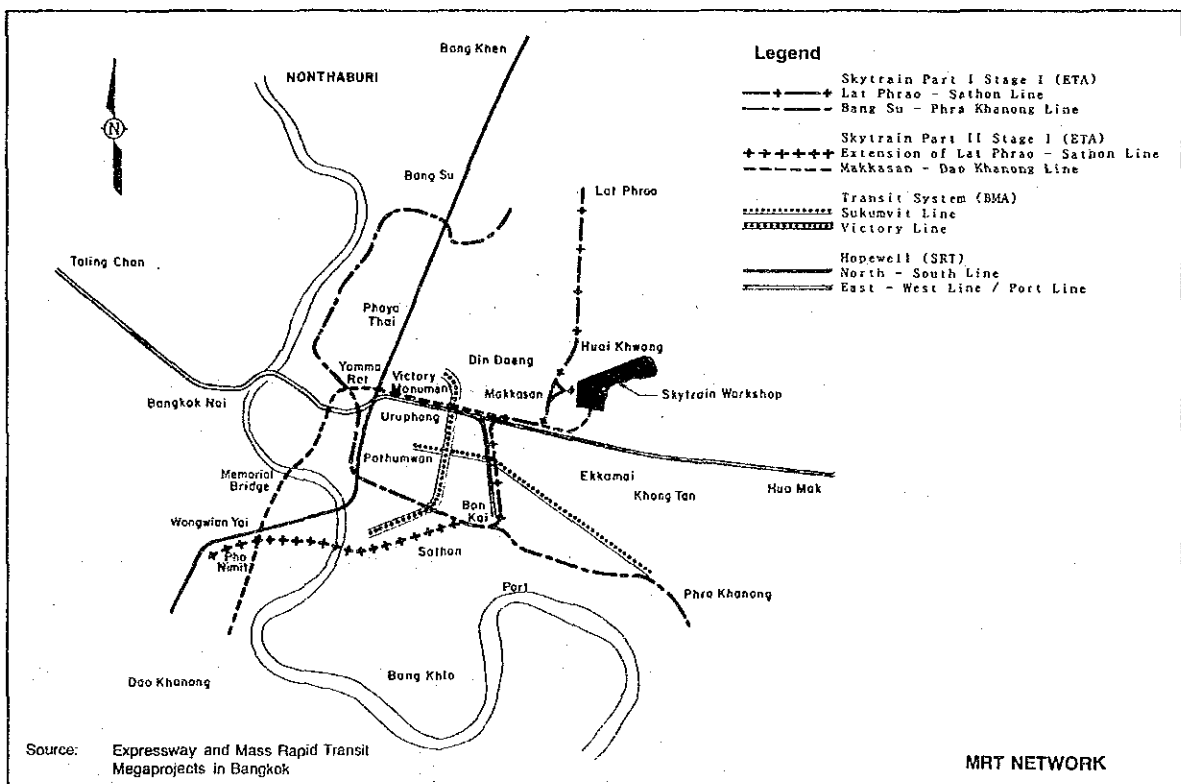 Bang Khen
NONTHABURI
N
Bang Su
Lat Phrao
Taling Chan
Phaya
Thai
Din Daeng
Huai Khwang
Yomma
Rat
Victory
Monuman
Makkasan
Skytrain Workshop
Bangkok Noi
Uruphong
Pathumwan
Ekkamai
Khong Tan
Hua Mak
Memorial
Bridge
Ban
Kai
Wongwian Yai
Pho
Nimit
Sathon
Port
Phra Khanong
Dao Khanong
Bang Khlo
Legend
Skytrain Part I Stage I (ETA)
Lat Phrao - Sathon Line
Bang Su - Phra Khanong Line
Skytrain Part II Stage I (ETA)
Extension of Lat Phrao - Sathon Line
Makkasan - Dao Khanong Line
Transit System (BMA)
Sukumvit Line
Victory Line
Hopewell (SRT)
North - South Line
East - West Line / Port Line
Source: Expressway and Mass Rapid Transit
Megaprojects in Bangkok
MRT NETWORK